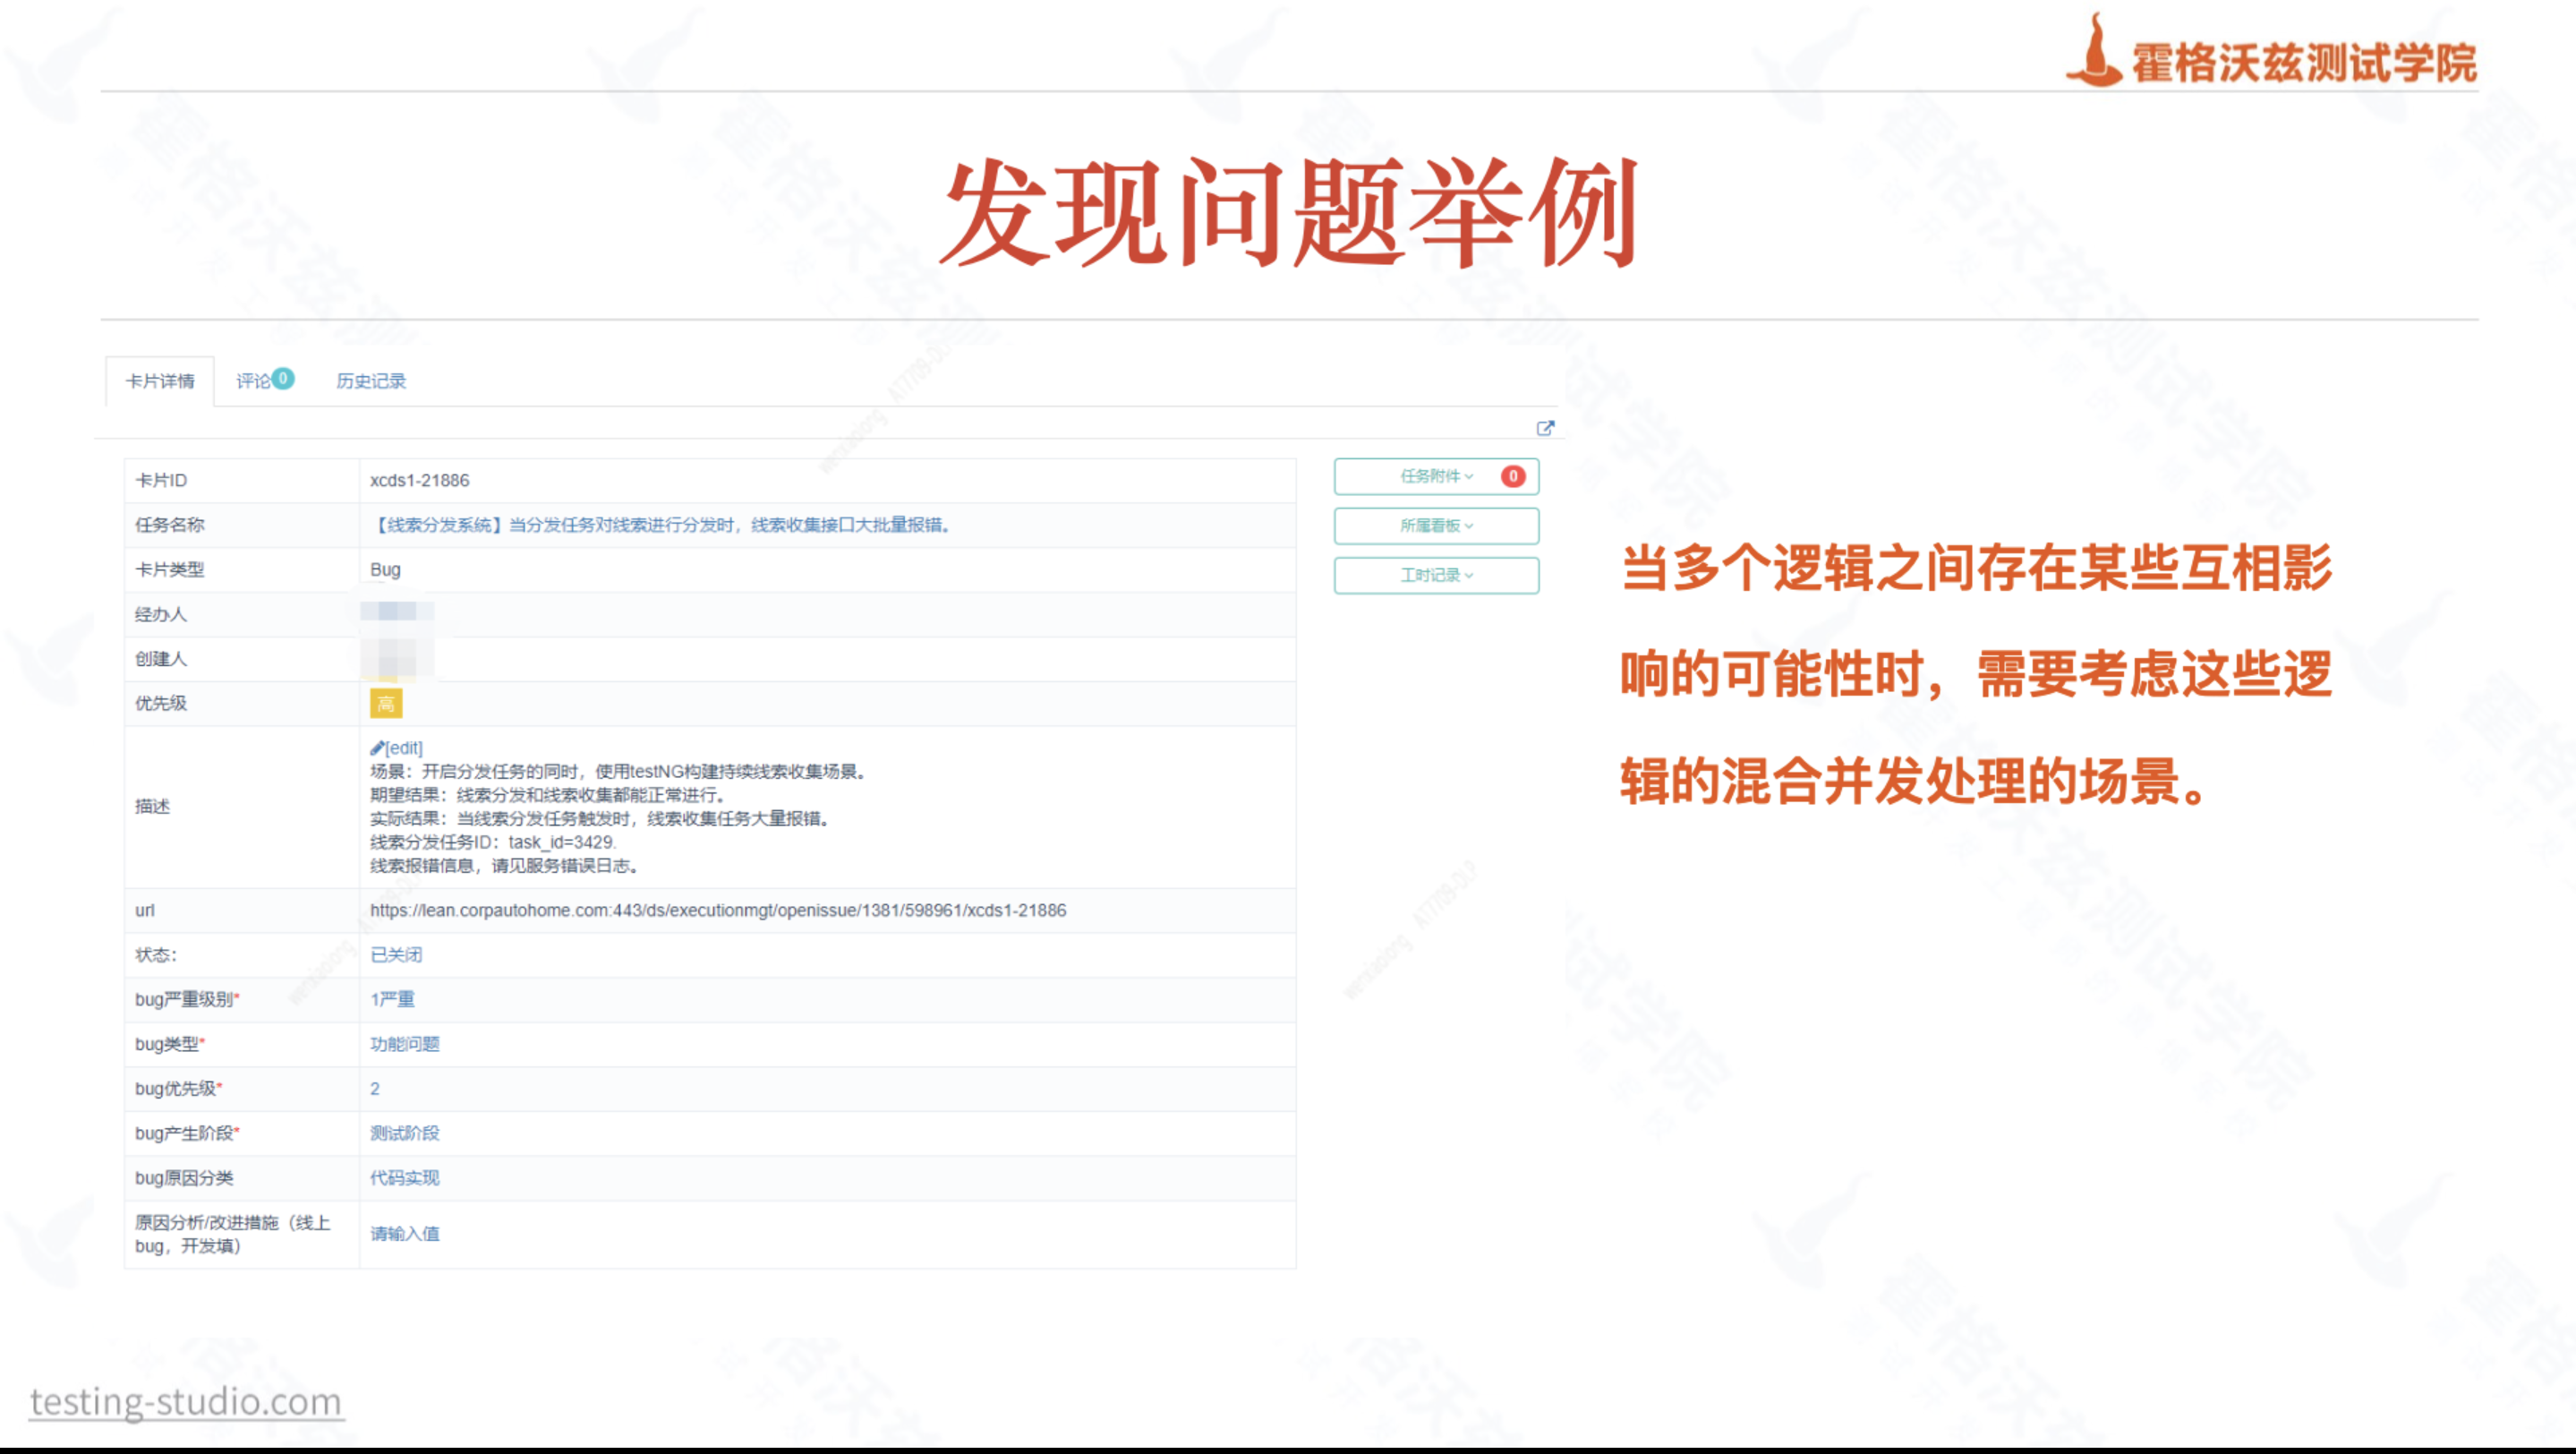 霍格沃兹测试学院
发现问题举例
卡片详情 评论 0 历史记录
卡片ID xcds1-21886
任务名称 【线索分发系统】当分发任务对线索进行分发时，线索收集接口大批量报错。
卡片类型 Bug
经办人
创建人
优先级 高
描述
[edit]
场景：开启分发任务的同时，使用testNG构建持续线索收集场景。
期望结果：线索分发和线索收集都能正常进行。
实际结果：当线索分发任务触发时，线索收集任务大量报错。
线索分发任务ID：task_id=3429.
线索报错信息，请见服务错误日志。
url https://lean.corpautohome.com:443/ds/executionmgt/openissue/1381/598961/xcds1-21886
状态： 已关闭
bug严重级别* 1严重
bug类型* 功能问题
bug优先级* 2
bug产生阶段* 测试阶段
bug原因分类 代码实现
原因分析/改进措施（线上
bug，开发填） 请输入值
任务附件 0
所属看板
工时记录
当多个逻辑之间存在某些互相影
响的可能性时，需要考虑这些逻
辑的混合并发处理的场景。
testing-studio.com